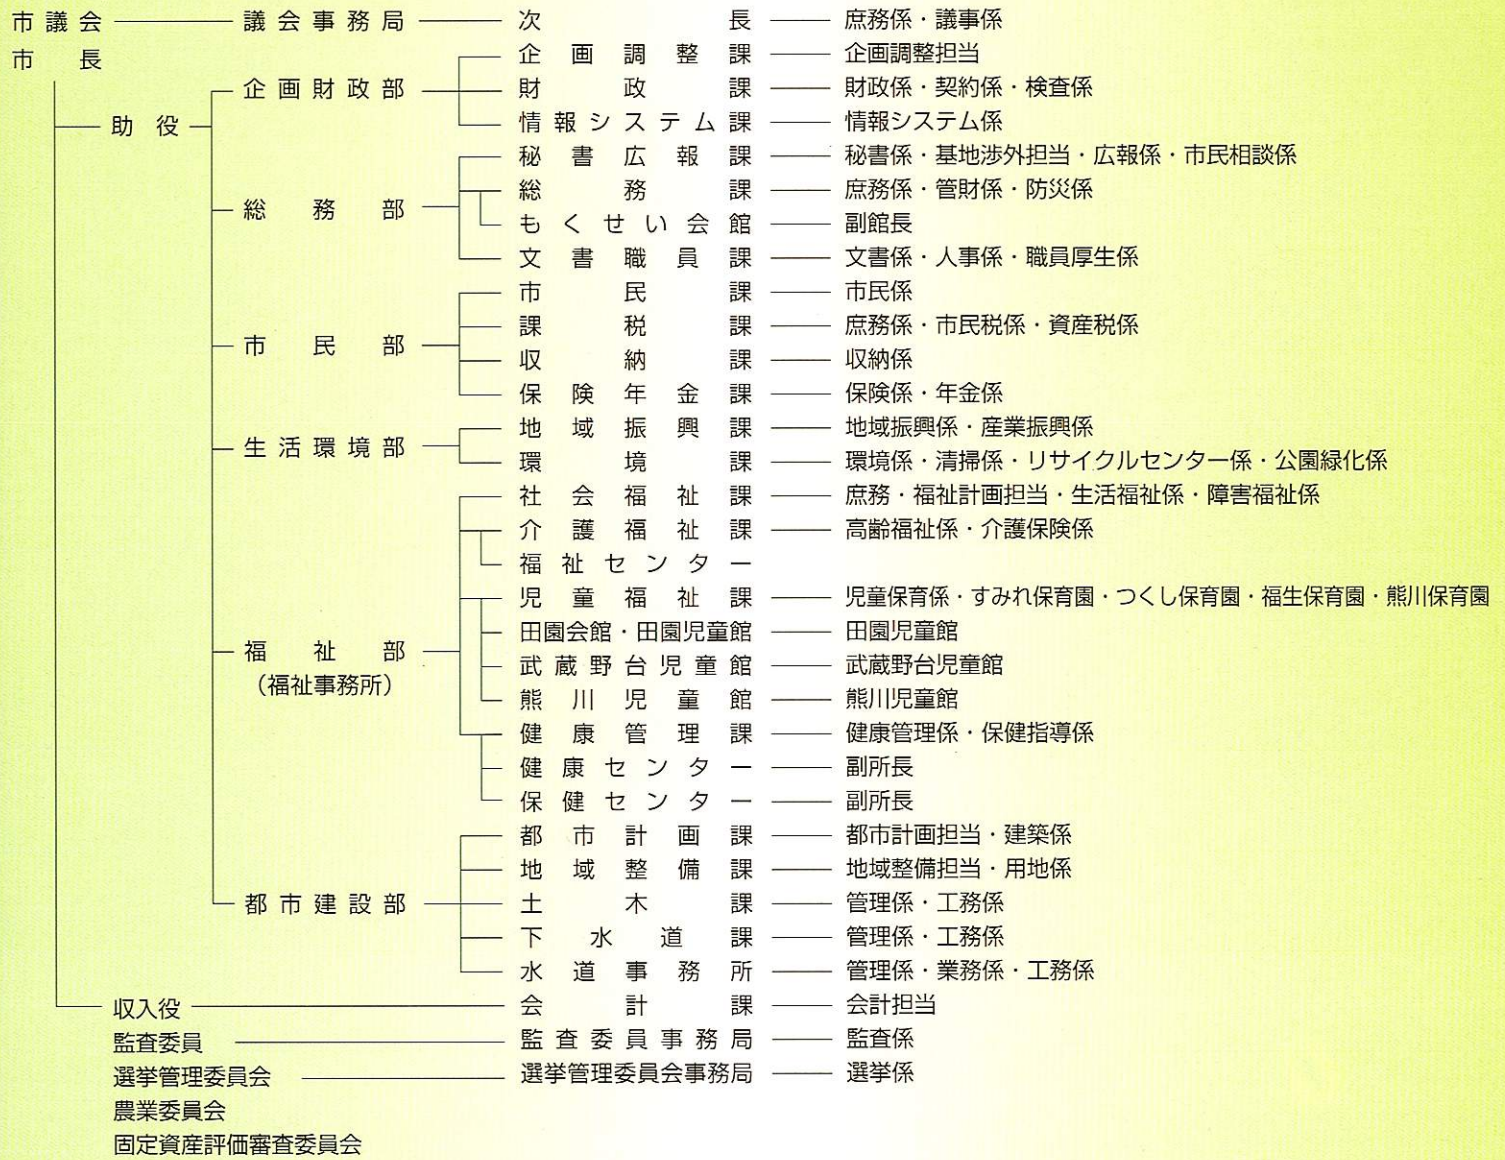 市議会 議会事務局 次長 庶務係・議事係
市長 企画調整課 企画調整担当
企画財政部 財政課 財政係・契約係・検査係
助役 情報システム課 情報システム係
秘書広報課 秘書係・基地渉外担当・広報係・市民相談係
総務部 総務課 庶務係・管財係・防災係
もくせい会館 副館長
文書職員課 文書係・人事係・職員厚生係
市民課 市民係
市民部 課税課 庶務係・市民税係・資産税係
収納課 収納係
保険年金課 保険係・年金係
生活環境部 地域振興課 地域振興係・産業振興係
環境課 環境係・清掃係・リサイクルセンター係・公園緑化係
社会福祉課 庶務・福祉計画担当・生活福祉係・障害福祉係
介護福祉課 高齢福祉係・介護保険係
福祉センター
児童福祉課 児童保育係・すみれ保育園・つくし保育園・福生保育園・熊川保育園
田園会館・田園児童館 田園児童館
福祉部 武蔵野台児童館 武蔵野台児童館
（福祉事務所） 熊川児童館 熊川児童館
健康管理課 健康管理係・保健指導係
健康センター 副所長
保健センター 副所長
都市計画課 都市計画担当・建築係
地域整備課 地域整備担当・用地係
都市建設部 土木課 管理係・工務係
下水道課 管理係・工務係
水道事務所 管理係・業務係・工務係
収入役 会計課 会計担当
監査委員 監査委員事務局 監査係
選挙管理委員会 選挙管理委員会事務局 選挙係
農業委員会
固定資産評価審査委員会